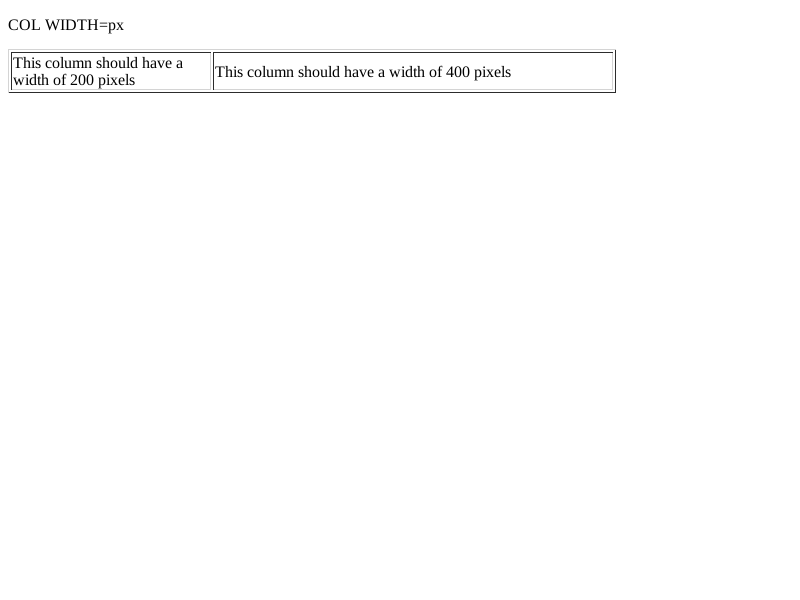 COL WIDTH=px
This column should have a
width of 200 pixels
This column should have a width of 400 pixels